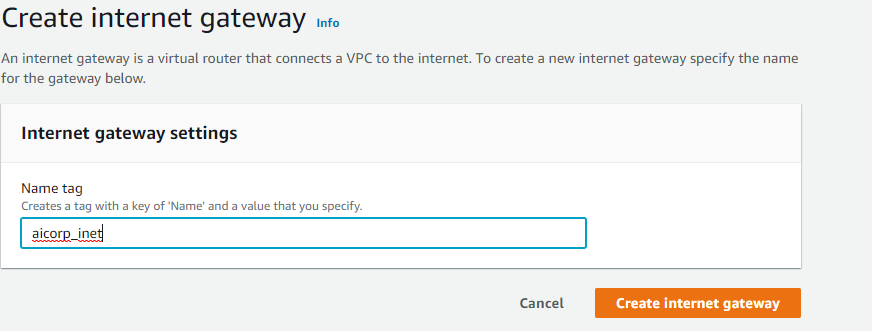 Create internet gateway Info
An internet gateway is a virtual router that connects a VPC to the internet. To create a new internet gateway specify the name
for the gateway below.
Internet gateway settings
Name tag
Creates a tag with a key of 'Name' and a value that you specify.
aicorp_inet
Cancel Create internet gateway